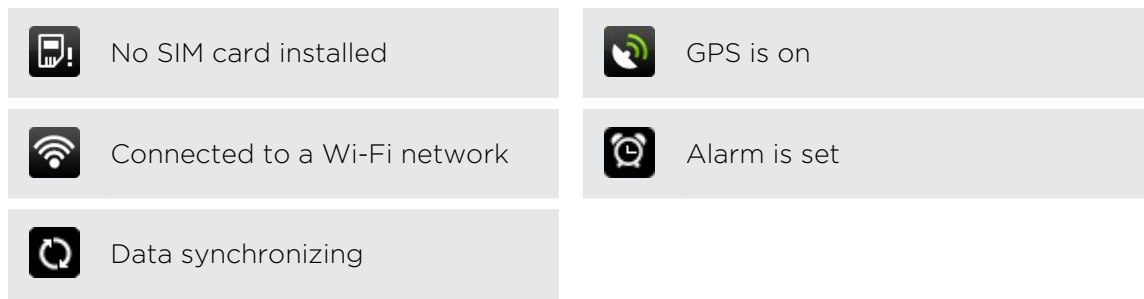 No SIM card installed
GPS is on
Connected to a Wi-Fi network
Alarm is set
Data synchronizing